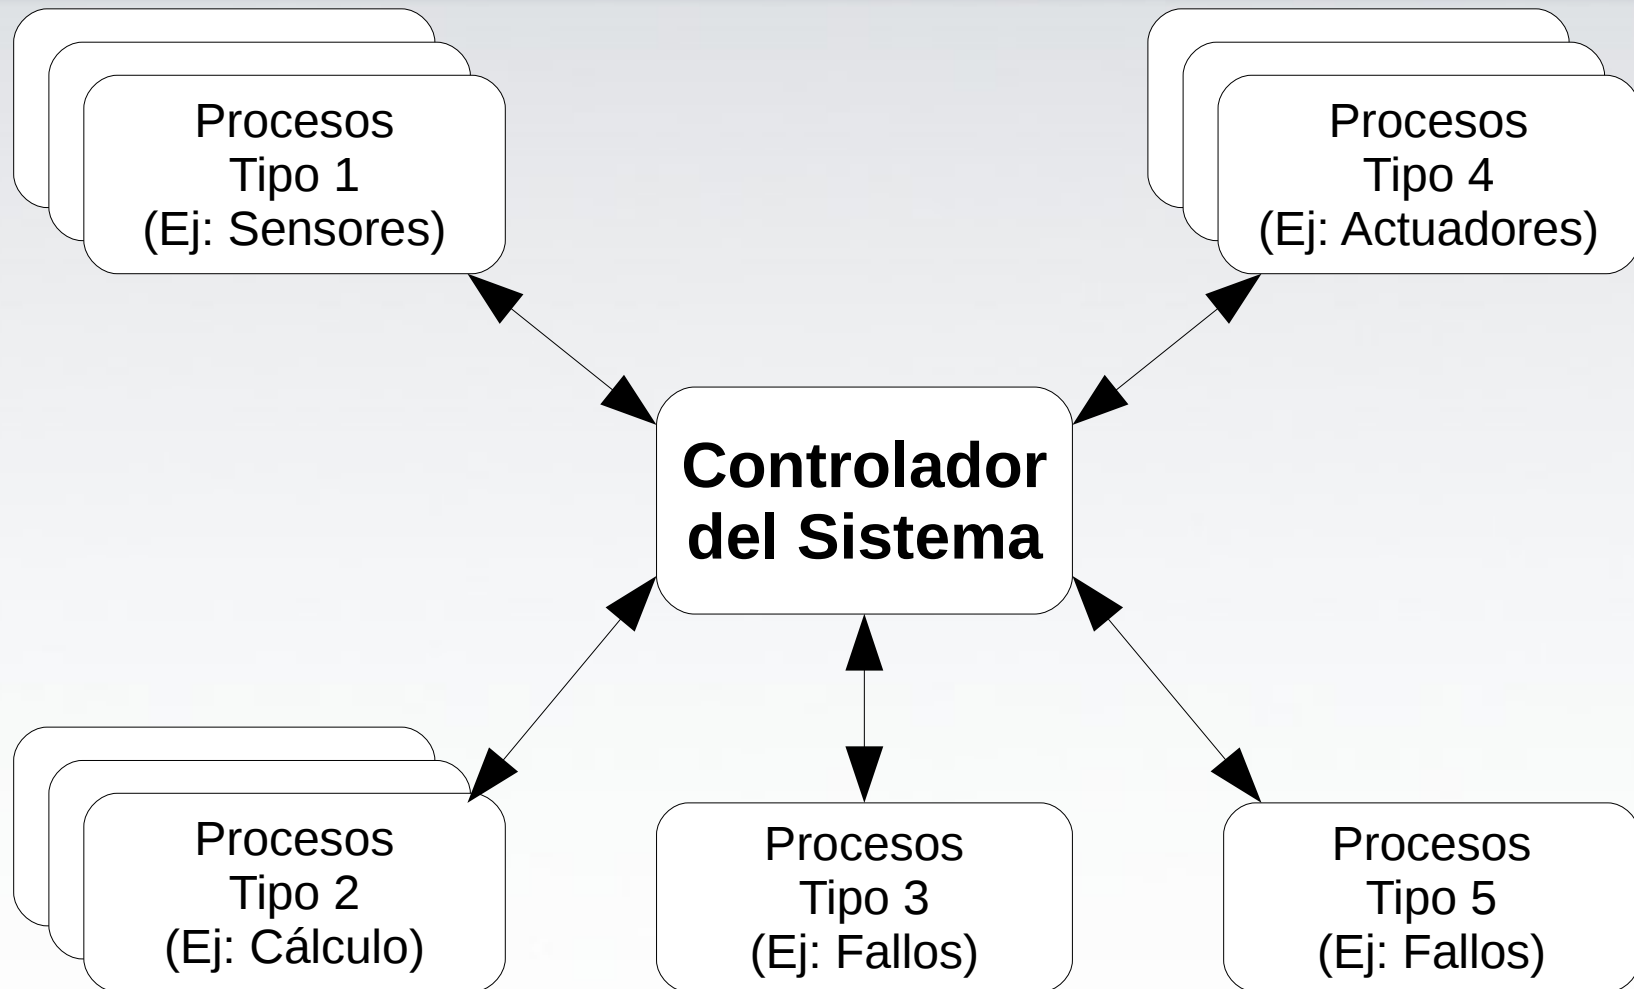 Procesos
Tipo 1
(Ej: Sensores)
Procesos
Tipo 4
(Ej: Actuadores)
Controlador
del Sistema
Procesos
Tipo 2
(Ej: Cálculo)
Procesos
Tipo 3
(Ej: Fallos)
Procesos
Tipo 5
(Ej: Fallos)